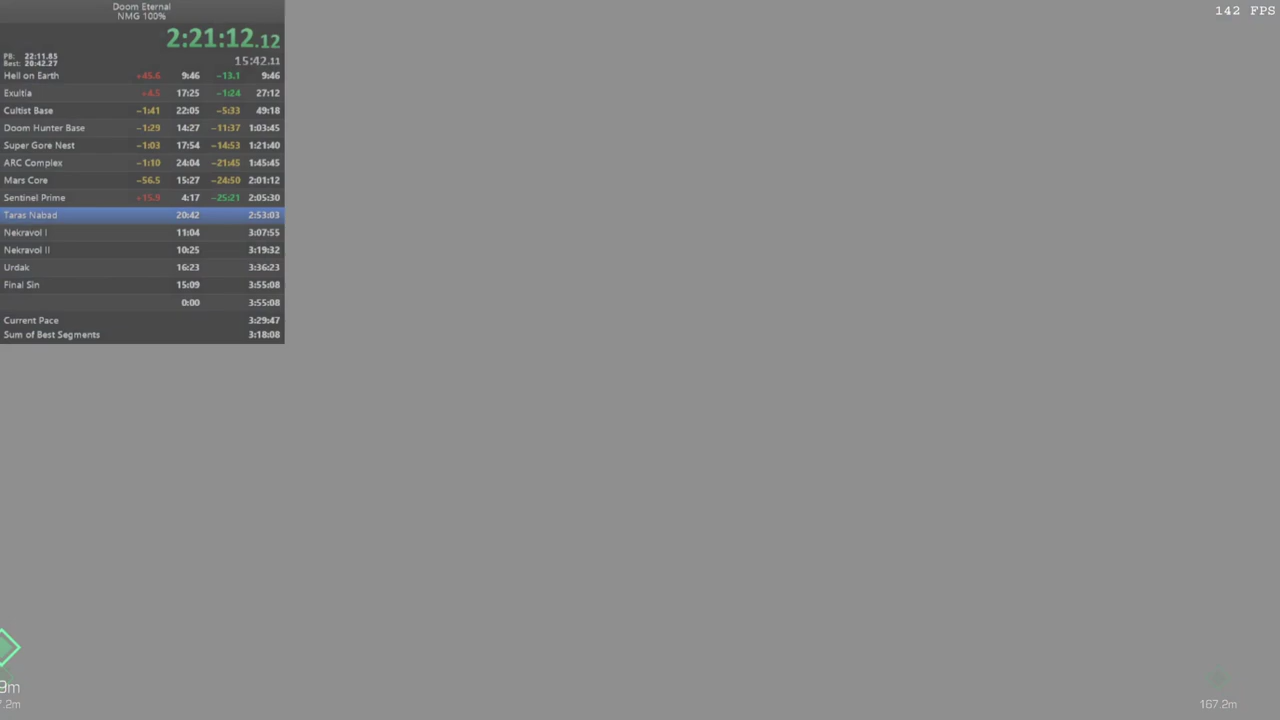 Doom Eternal
NMG 100%
142 FPS
2:21:12.12
PB: 22:11.85
15:42.11
Best: 20:42.27
Hell on Earth +45.6 9:46 −13.1 9:46
Exultia +4.5 17:25 −1:24 27:12
Cultist Base −1:41 22:05 −5:33 49:18
Doom Hunter Base −1:29 14:27 −11:37 1:03:45
Super Gore Nest −1:03 17:54 −14:53 1:21:40
ARC Complex −1:10 24:04 −21:45 1:45:45
Mars Core −56.5 15:27 −24:50 2:01:12
Sentinel Prime +15.9 4:17 −25:21 2:05:30
Taras Nabad 20:42 2:53:03
Nekravol I 11:04 3:07:55
Nekravol II 10:25 3:19:32
Urdak 16:23 3:36:23
Final Sin 15:09 3:55:08
0:00 3:55:08
Current Pace 3:29:47
Sum of Best Segments 3:18:08
9m
7.2m
167.2m